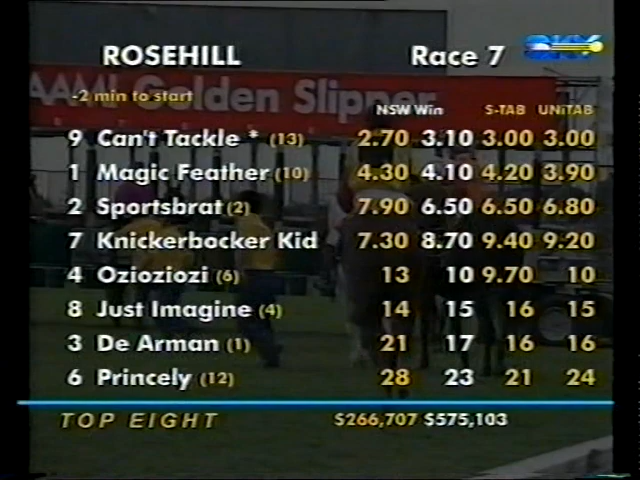 ROSEHILL Race 7 SKY
AAMI Golden Slipper
-2 min to start
NSW Win S-TAB UNiTAB
9 Can't Tackle * (13) 2.70 3.10 3.00 3.00
1 Magic Feather (10) 4.30 4.10 4.20 3.90
2 Sportsbrat (2) 7.90 6.50 6.50 6.80
7 Knickerbocker Kid 7.30 8.70 9.40 9.20
4 Ozioziozi (6) 13 10 9.70 10
8 Just Imagine (4) 14 15 16 15
3 De Arman (1) 21 17 16 16
6 Princely (12) 28 23 21 24
TOP EIGHT $266,707 $575,103